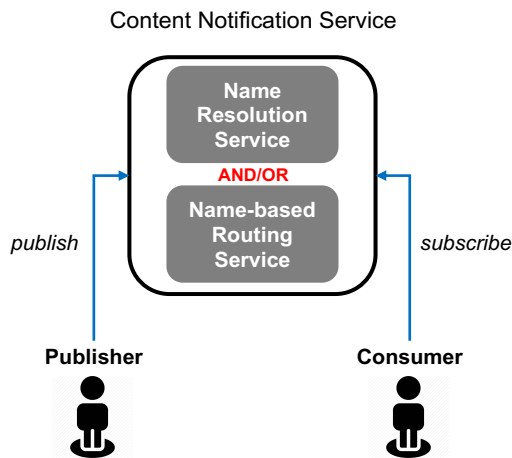 Content Notification Service
Name
Resolution
Service
AND/OR
Name-based
Routing
Service
publish
subscribe
Publisher
Consumer